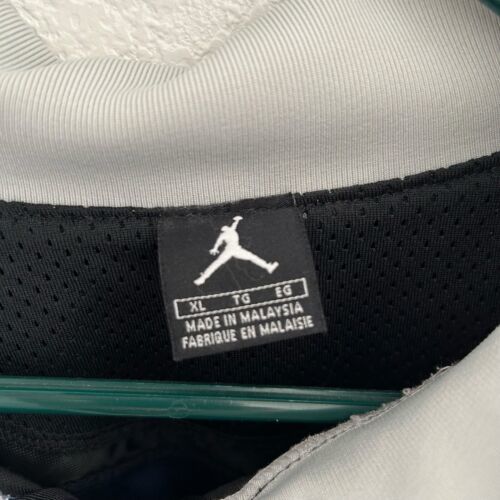 XL TG EG
MADE IN MALAYSIA
FABRIQUE EN MALAISIE